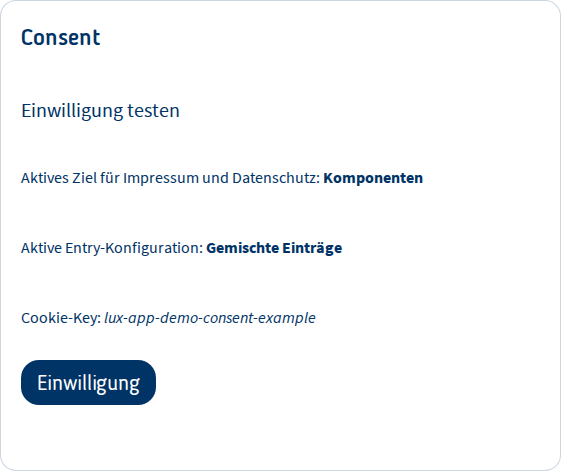 Consent
Einwilligung testen
Aktives Ziel für Impressum und Datenschutz: Komponenten
Aktive Entry-Konfiguration: Gemischte Einträge
Cookie-Key: lux-app-demo-consent-example
Einwilligung